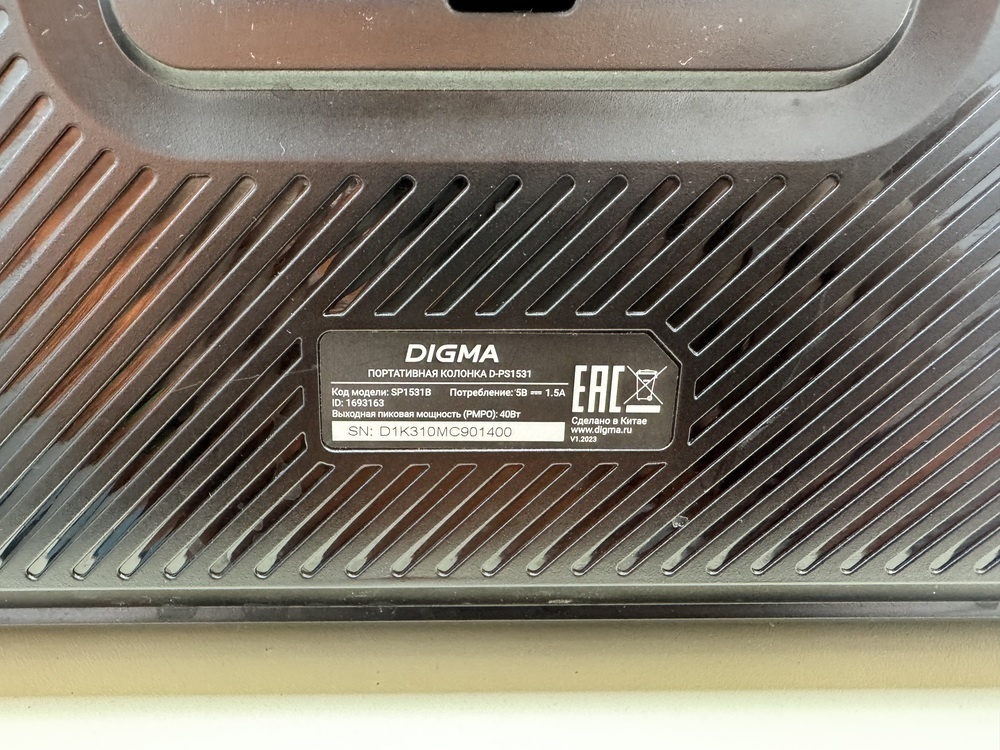 DIGMA
ПОРТАТИВНАЯ КОЛОНКА D-PS1531
Код модели: SP1531B Потребление: 5В ⎓ 1.5A
ID: 1693163
Выходная пиковая мощность (PMPO): 40Вт
SN: D1K310MC901400
EAC
Сделано в Китае
www.digma.ru
V1.2023